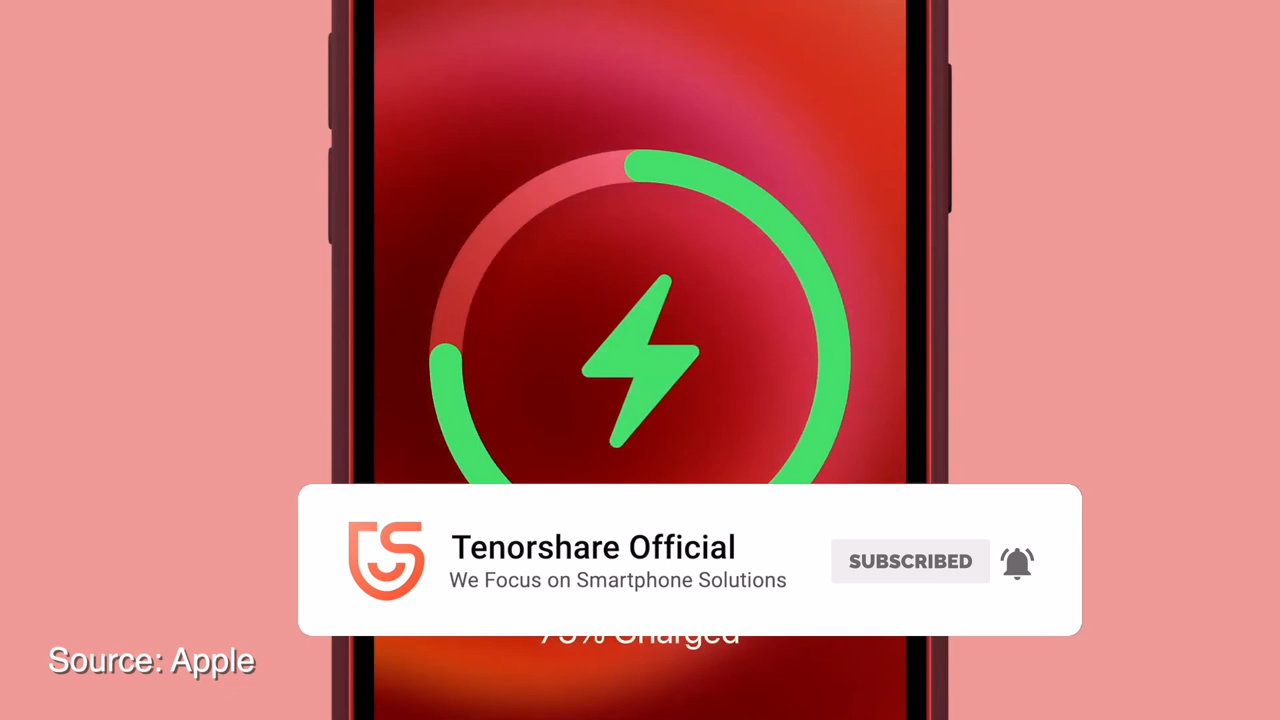 Tenorshare Official
We Focus on Smartphone Solutions
SUBSCRIBED
Charged
Source: Apple